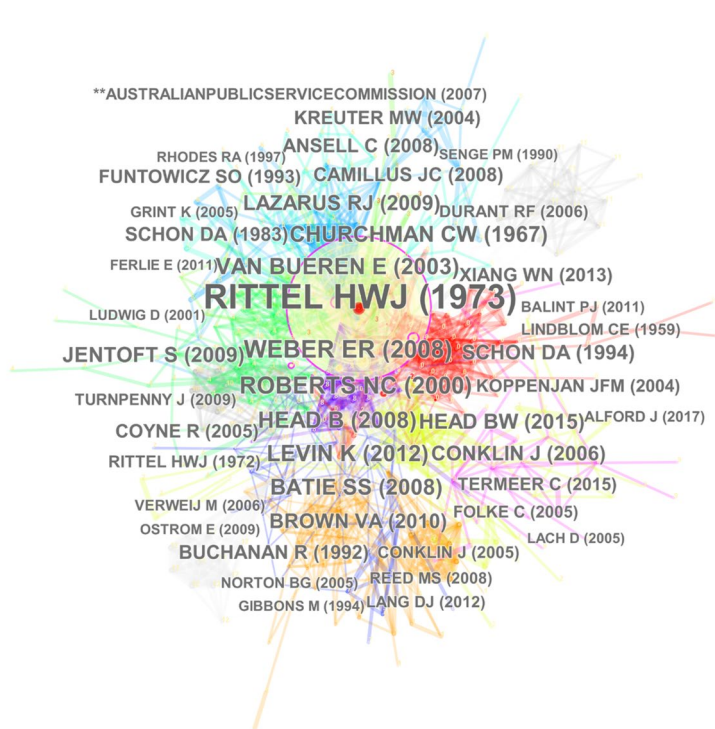 **AUSTRALIANPUBLICSERVICECOMMISSION (2007)
KREUTER MW (2004)
ANSELL C (2008)
RHODES RA (1997)
SENGE PM (1990)
FUNTOWICZ SO (1993)
CAMILLUS JC (2008)
LAZARUS RJ (2009)
GRINT K (2005)
DURANT RF (2006)
SCHON DA (1983)
CHURCHMAN CW (1967)
FERLIE E (2011)
VAN BUEREN E (2003)
XIANG WN (2013)
RITTEL HWJ (1973)
BALINT PJ (2011)
LUDWIG D (2001)
LINDBLOM CE (1959)
JENTOFT S (2009)
WEBER ER (2008)
SCHON DA (1994)
ROBERTS NC (2000)
KOPPENJAN JFM (2004)
TURNPENNY J (2009)
HEAD B (2008)
HEAD BW (2015)
ALFORD J (2017)
COYNE R (2005)
RITTEL HWJ (1972)
LEVIN K (2012)
CONKLIN J (2006)
BATIE SS (2008)
TERMEER C (2015)
VERWEIJ M (2006)
FOLKE C (2005)
OSTROM E (2009)
BROWN VA (2010)
LACH D (2005)
BUCHANAN R (1992)
CONKLIN J (2005)
NORTON BG (2005)
REED MS (2008)
GIBBONS M (1994)
LANG DJ (2012)